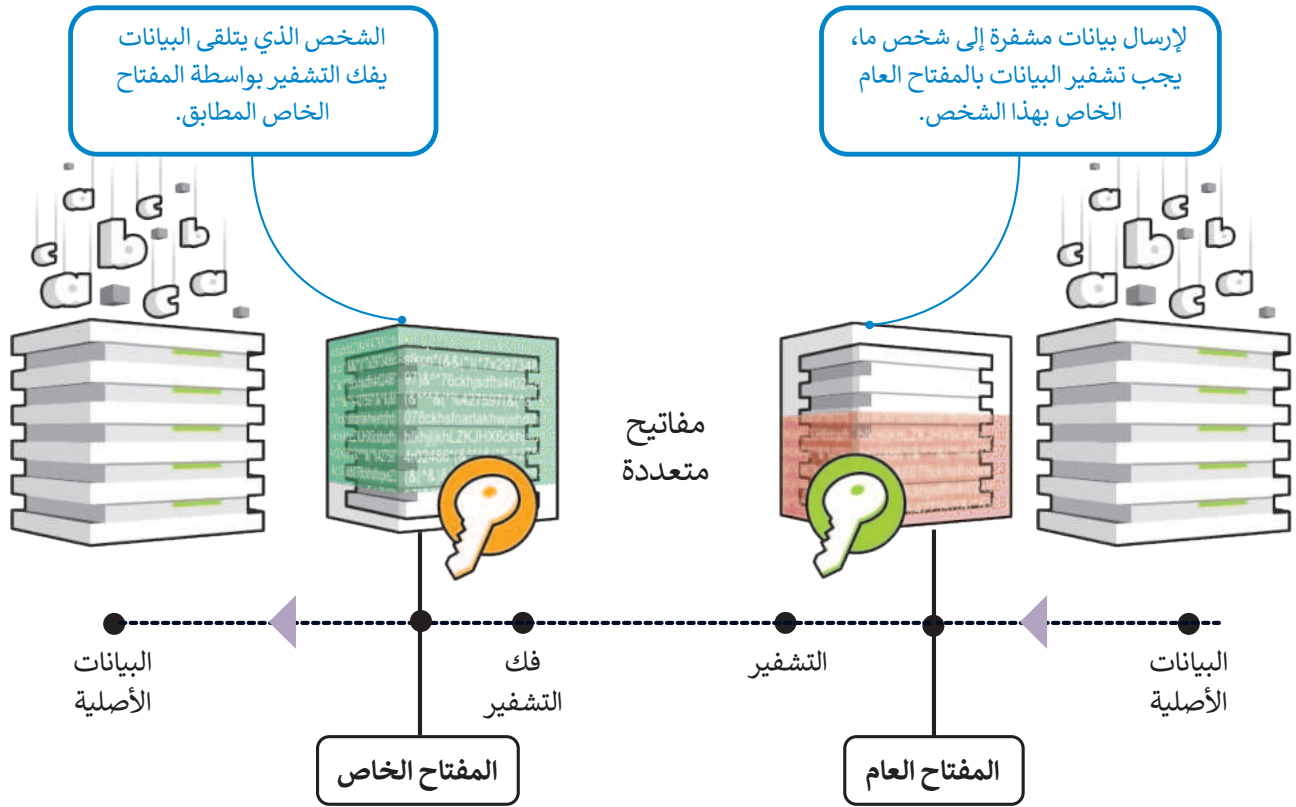 لإرسال بيانات مشفرة إلى شخص ما،
يجب تشفير البيانات بالمفتاح العام
الخاص بهذا الشخص.
الشخص الذي يتلقى البيانات
يفك التشفير بواسطة المفتاح
الخاص المطابق.
مفاتيح
متعددة
البيانات
الأصلية
التشفير
فك
التشفير
البيانات
الأصلية
المفتاح العام
المفتاح الخاص